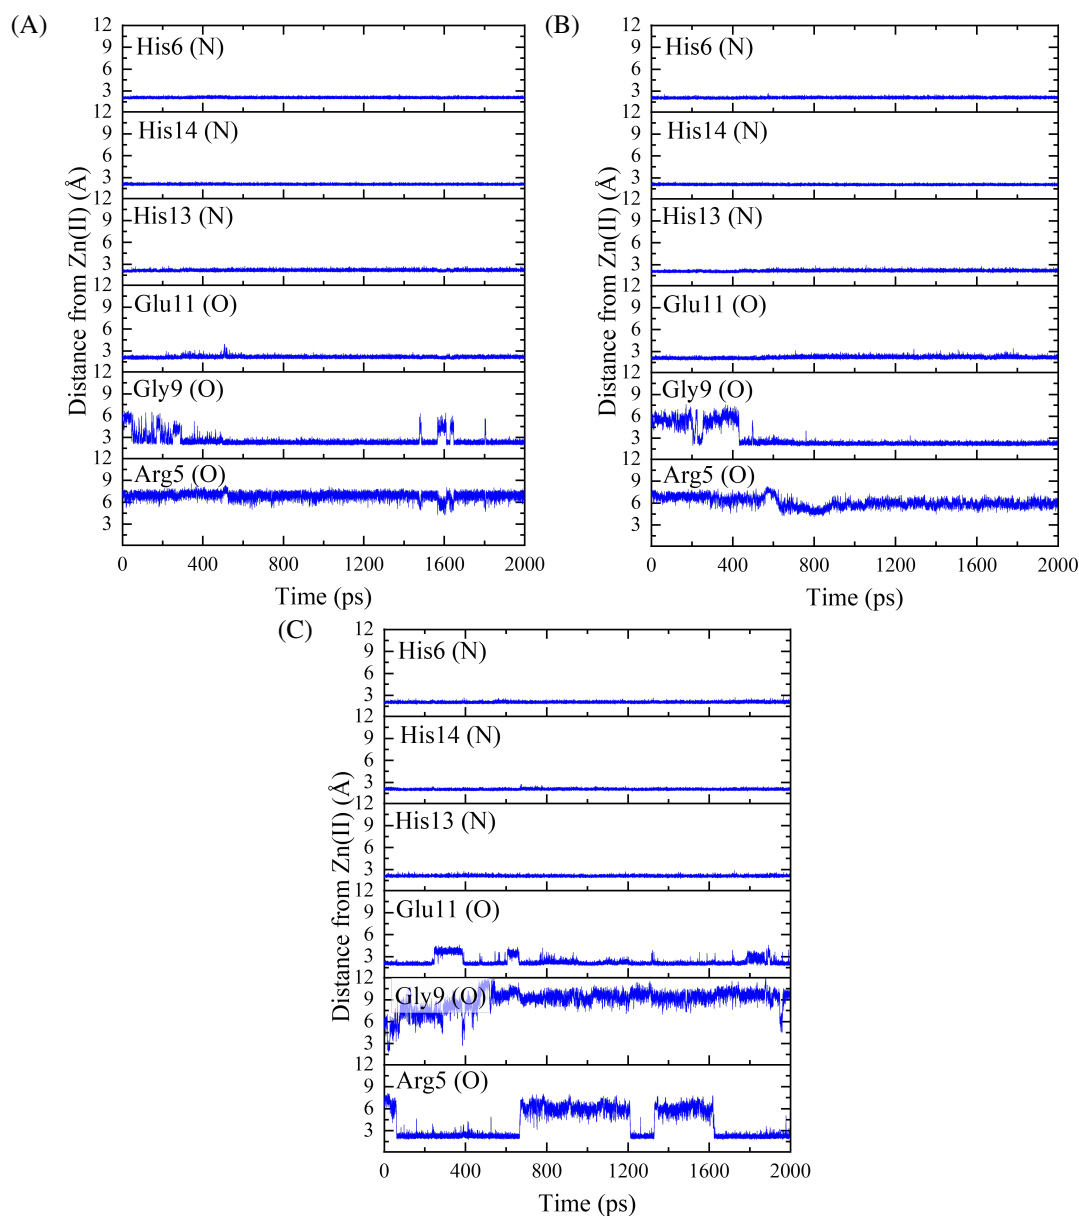 (A)
Distance from Zn(II) (Å)
12
9
6
3
His6 (N)
12
9
6
3
His14 (N)
12
9
6
3
His13 (N)
12
9
6
3
Glu11 (O)
12
9
6
3
Gly9 (O)
12
9
6
3
Arg5 (O)
0 400 800 1200 1600 2000
Time (ps)
(B)
Distance from Zn(II) (Å)
12
9
6
3
His6 (N)
12
9
6
3
His14 (N)
12
9
6
3
His13 (N)
12
9
6
3
Glu11 (O)
12
9
6
3
Gly9 (O)
12
9
6
3
Arg5 (O)
0 400 800 1200 1600 2000
Time (ps)
(C)
Distance from Zn(II) (Å)
12
9
6
3
His6 (N)
12
9
6
3
His14 (N)
12
9
6
3
His13 (N)
12
9
6
3
Glu11 (O)
12
9
6
3
Gly9 (O)
12
9
6
3
Arg5 (O)
0 400 800 1200 1600 2000
Time (ps)